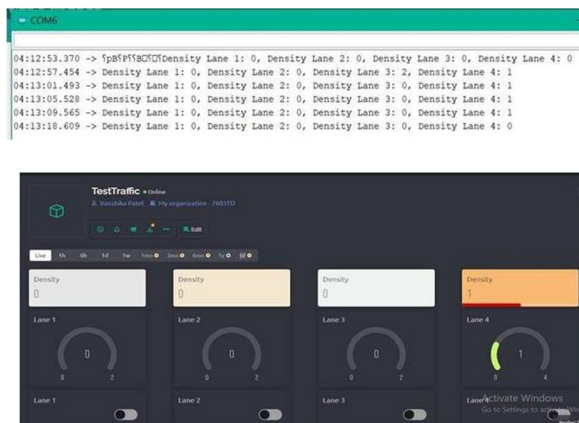 COM6
04:12:53.370 -> Density Lane 1: 0, Density Lane 2: 0, Density Lane 3: 0, Density Lane 4: 0
04:12:57.454 -> Density Lane 1: 0, Density Lane 2: 0, Density Lane 3: 2, Density Lane 4: 1
04:13:01.493 -> Density Lane 1: 0, Density Lane 2: 0, Density Lane 3: 0, Density Lane 4: 1
04:13:05.528 -> Density Lane 1: 0, Density Lane 2: 0, Density Lane 3: 0, Density Lane 4: 1
04:13:09.565 -> Density Lane 1: 0, Density Lane 2: 0, Density Lane 3: 0, Density Lane 4: 1
04:13:18.609 -> Density Lane 1: 0, Density Lane 2: 0, Density Lane 3: 0, Density Lane 4: 0
TestTraffic Online
Vanshika Patel My organisation -
Edit
Live 1h 6h 1d 1w 1mo 3mo 6mo 1y
Density Density Density Density
0 0 0 1
Lane 1 Lane 2 Lane 3 Lane 4
0 0 0 1
0 2 0 2 0 2 0 4
Lane 1 Lane 2 Lane 3 Lane 4
Activate Windows
Go to Settings to